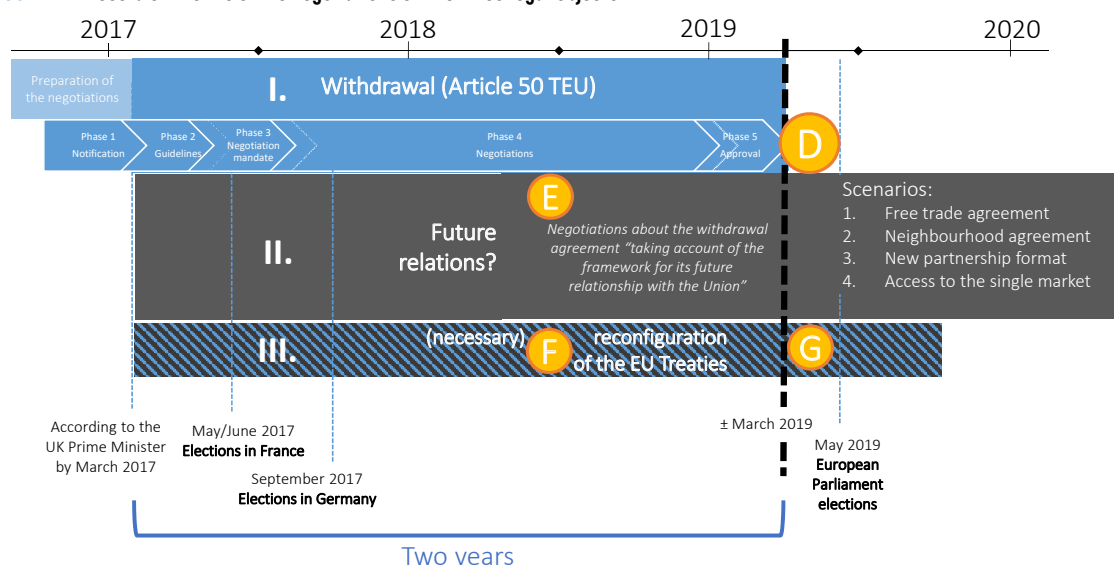 2017
2018
2019
2020
Preparation of
the negotiations
I.
Withdrawal (Article 50 TEU)
Phase 1
Notification
Phase 2
Guidelines
Phase 3
Negotiation
mandate
Phase 4
Negotiations
Phase 5
Approval
D
E
II.
Future
relations?
Negotiations about the withdrawal
agreement “taking account of the
framework for its future
relationship with the Union”
Scenarios:
1. Free trade agreement
2. Neighbourhood agreement
3. New partnership format
4. Access to the single market
III.
(necessary)
F
reconfiguration
of the EU Treaties
G
According to the
UK Prime Minister
by March 2017
May/June 2017
Elections in France
September 2017
Elections in Germany
± March 2019
May 2019
European
Parliament
elections
Two years